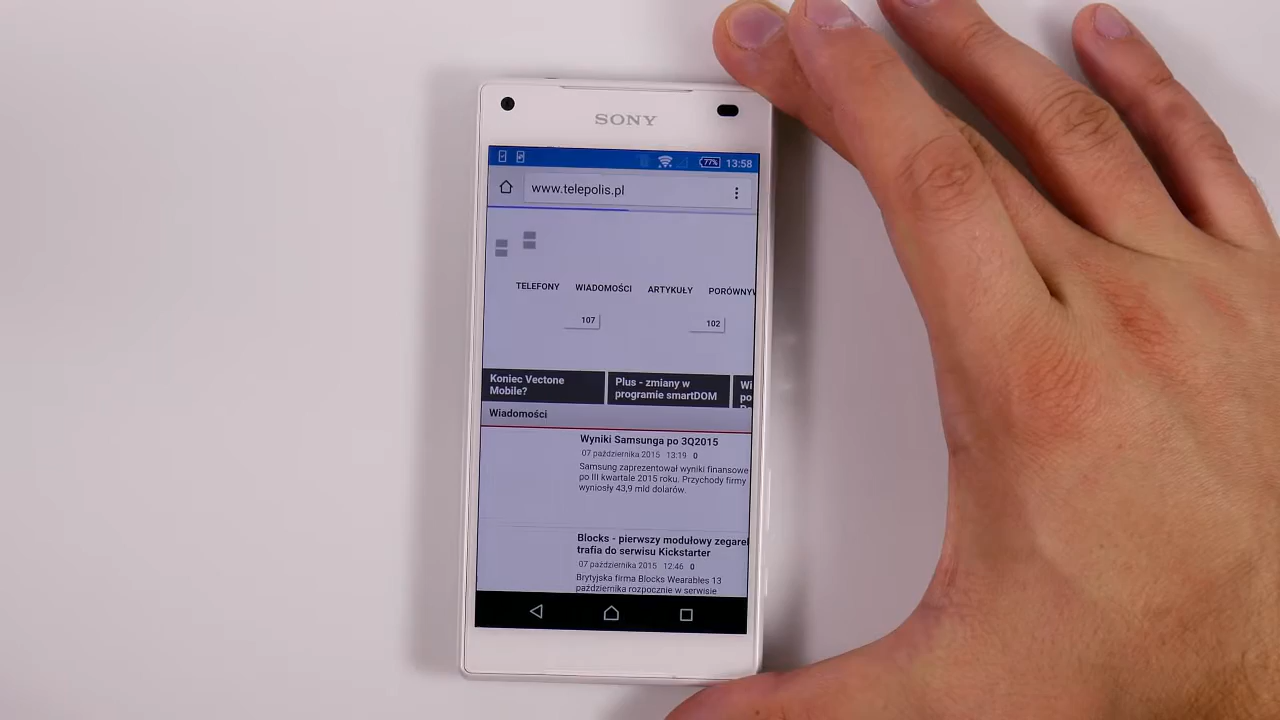 SONY
77%
13:58
www.telepolis.pl
TELEFONY WIADOMOŚCI ARTYKUŁY PORÓWNYW
107 102
Koniec Vectone
Mobile?
Plus - zmiany w
programie smartDOM
Wi
po
Wiadomości
Wyniki Samsunga po 3Q2015
07 października 2015 13:19 0
Samsung zaprezentował wyniki finansowe
po III kwartale 2015 roku. Przychody firmy
wyniosły 43,9 mld dolarów.
Blocks - pierwszy modułowy zegarek
trafia do serwisu Kickstarter
07 października 2015 12:46 0
Brytyjska firma Blocks Wearables 13
października rozpocznie w serwisie